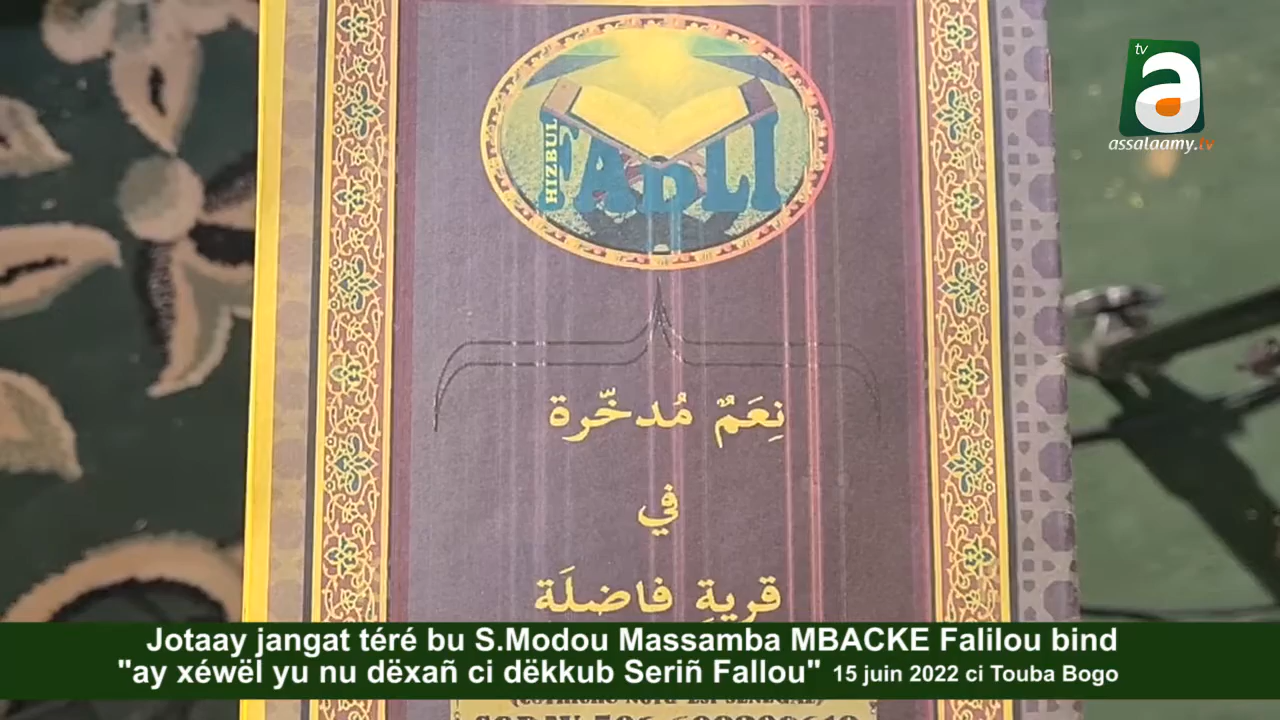 tv
a
assalaamy.tv
HIZBUL
FADLI
نِعَمٌ مُدخّرة
في
قريةِ فاضلَة
Jotaay jangat téré bu S.Modou Massamba MBACKE Falilou bind
"ay xéwël yu nu dëxañ ci dëkkub Seriñ Fallou" 15 juin 2022 ci Touba Bogo